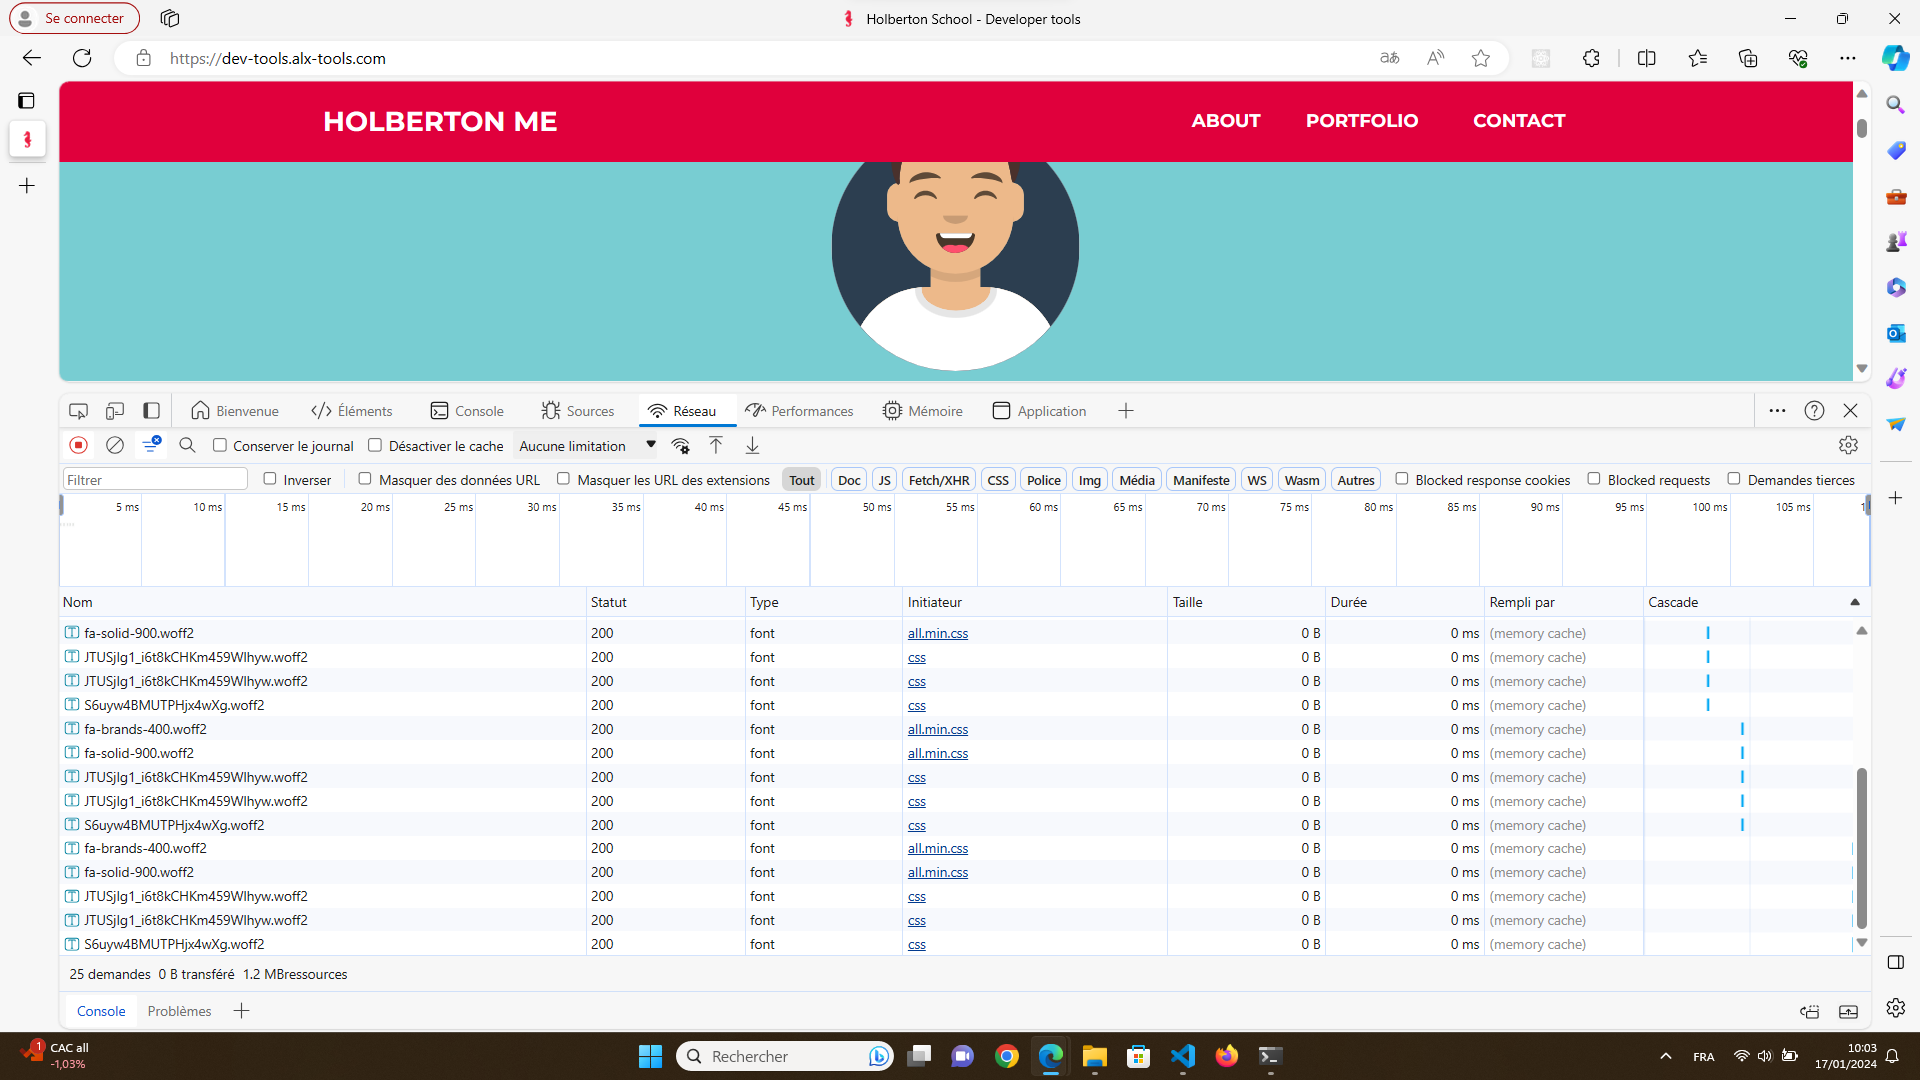 Se connecter
Holberton School - Developer tools
https://dev-tools.alx-tools.com
HOLBERTON ME ABOUT PORTFOLIO CONTACT
Bienvenue Éléments Console Sources Réseau Performances Mémoire Application
Conserver le journal Désactiver le cache Aucune limitation
Filtrer Inverser Masquer des données URL Masquer les URL des extensions Tout Doc JS Fetch/XHR CSS Police Img Média Manifeste WS Wasm Autres Blocked response cookies Blocked requests Demandes tierces
5 ms 10 ms 15 ms 20 ms 25 ms 30 ms 35 ms 40 ms 45 ms 50 ms 55 ms 60 ms 65 ms 70 ms 75 ms 80 ms 85 ms 90 ms 95 ms 100 ms 105 ms
Nom Statut Type Initiateur Taille Durée Rempli par Cascade
fa-solid-900.woff2 200 font all.min.css 0 B 0 ms (memory cache)
JTUSjIg1_i6t8kCHKm459Wlhyw.woff2 200 font css 0 B 0 ms (memory cache)
JTUSjIg1_i6t8kCHKm459Wlhyw.woff2 200 font css 0 B 0 ms (memory cache)
S6uyw4BMUTPHjx4wXg.woff2 200 font css 0 B 0 ms (memory cache)
fa-brands-400.woff2 200 font all.min.css 0 B 0 ms (memory cache)
fa-solid-900.woff2 200 font all.min.css 0 B 0 ms (memory cache)
JTUSjIg1_i6t8kCHKm459Wlhyw.woff2 200 font css 0 B 0 ms (memory cache)
JTUSjIg1_i6t8kCHKm459Wlhyw.woff2 200 font css 0 B 0 ms (memory cache)
S6uyw4BMUTPHjx4wXg.woff2 200 font css 0 B 0 ms (memory cache)
fa-brands-400.woff2 200 font all.min.css 0 B 0 ms (memory cache)
fa-solid-900.woff2 200 font all.min.css 0 B 0 ms (memory cache)
JTUSjIg1_i6t8kCHKm459Wlhyw.woff2 200 font css 0 B 0 ms (memory cache)
JTUSjIg1_i6t8kCHKm459Wlhyw.woff2 200 font css 0 B 0 ms (memory cache)
S6uyw4BMUTPHjx4wXg.woff2 200 font css 0 B 0 ms (memory cache)
25 demandes 0 B transféré 1.2 MBressources
Console Problèmes
1 CAC all
-1,03%
Rechercher
FRA
10:03
17/01/2024